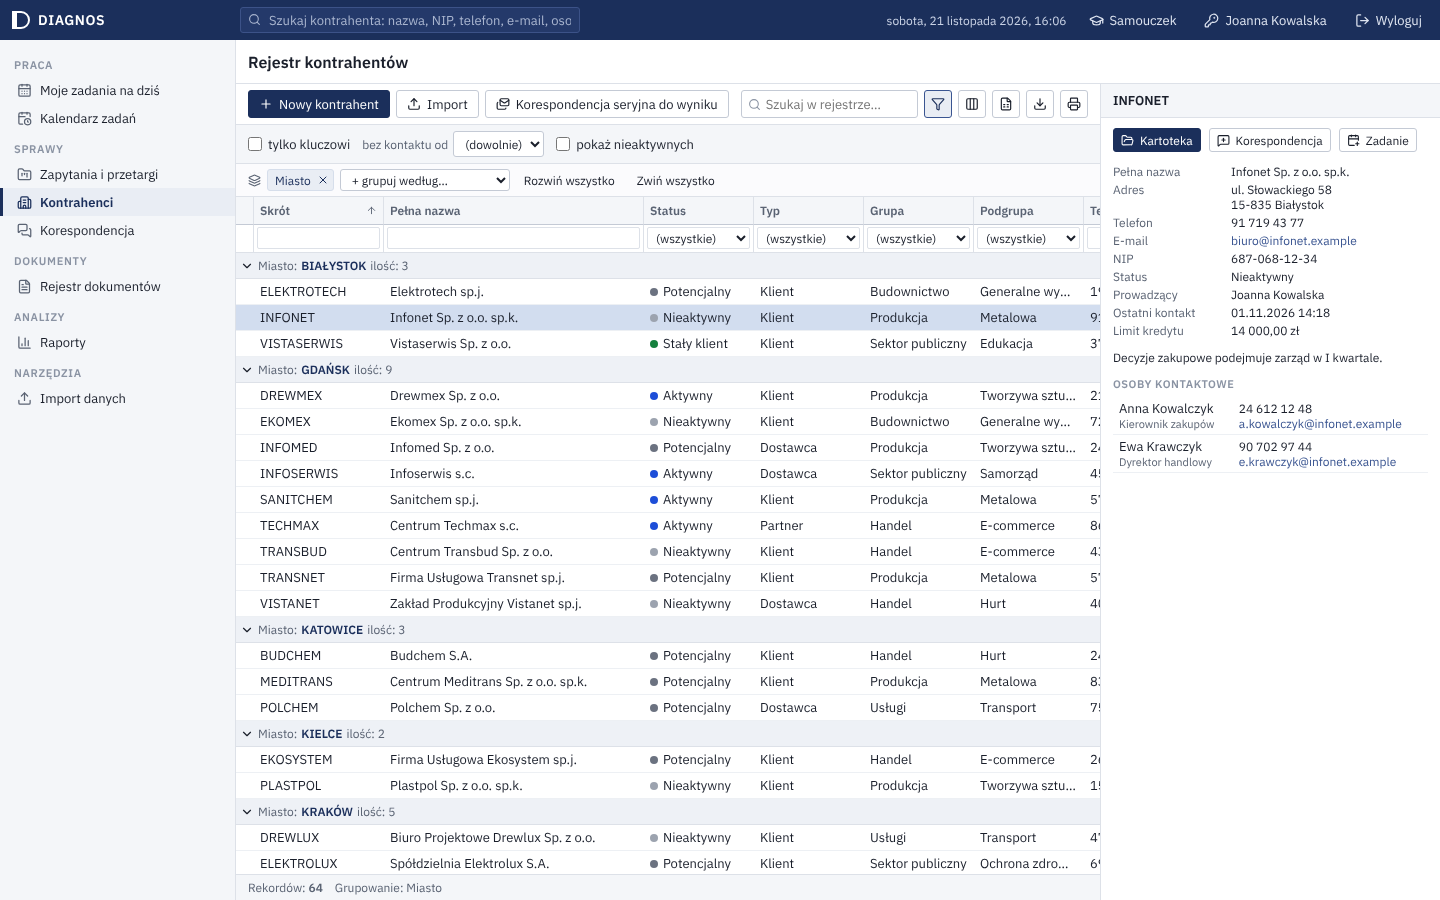 DIAGNOS
Szukaj kontrahenta: nazwa, NIP, telefon, e-mail, oso
sobota, 21 listopada 2026, 16:06
Samouczek
Joanna Kowalska
Wyloguj
PRACA
Moje zadania na dziś
Kalendarz zadań
SPRAWY
Zapytania i przetargi
Kontrahenci
Korespondencja
DOKUMENTY
Rejestr dokumentów
ANALIZY
Raporty
NARZĘDZIA
Import danych
Rejestr kontrahentów
Nowy kontrahent
Import
Korespondencja seryjna do wyniku
Szukaj w rejestrze...
tylko kluczowi
bez kontaktu od
(dowolnie)
pokaż nieaktywnych
Miasto
+ grupuj według...
Rozwiń wszystko
Zwiń wszystko
Skrót Pełna nazwa Status Typ Grupa Podgrupa
(wszystkie) (wszystkie) (wszystkie) (wszystkie)
Miasto: BIAŁYSTOK ilość: 3
ELEKTROTECH Elektrotech sp.j. Potencjalny Klient Budownictwo Generalne wy...
INFONET Infonet Sp. z o.o. sp.k. Nieaktywny Klient Produkcja Metalowa
VISTASERWIS Vistaserwis Sp. z o.o. Stały klient Klient Sektor publiczny Edukacja
Miasto: GDAŃSK ilość: 9
DREWMEX Drewmex Sp. z o.o. Aktywny Klient Produkcja Tworzywa sztu...
EKOMEX Ekomex Sp. z o.o. sp.k. Nieaktywny Klient Budownictwo Generalne wy...
INFOMED Infomed Sp. z o.o. Potencjalny Dostawca Produkcja Tworzywa sztu...
INFOSERWIS Infoserwis s.c. Aktywny Dostawca Sektor publiczny Samorząd
SANITCHEM Sanitchem sp.j. Aktywny Klient Produkcja Metalowa
TECHMAX Centrum Techmax s.c. Aktywny Partner Handel E-commerce
TRANSBUD Centrum Transbud Sp. z o.o. Nieaktywny Klient Handel E-commerce
TRANSNET Firma Usługowa Transnet sp.j. Potencjalny Klient Produkcja Metalowa
VISTANET Zakład Produkcyjny Vistanet sp.j. Nieaktywny Dostawca Handel Hurt
Miasto: KATOWICE ilość: 3
BUDCHEM Budchem S.A. Potencjalny Klient Handel Hurt
MEDITRANS Centrum Meditrans Sp. z o.o. sp.k. Potencjalny Klient Produkcja Metalowa
POLCHEM Polchem Sp. z o.o. Potencjalny Dostawca Usługi Transport
Miasto: KIELCE ilość: 2
EKOSYSTEM Firma Usługowa Ekosystem sp.j. Potencjalny Klient Handel E-commerce
PLASTPOL Plastpol Sp. z o.o. sp.k. Nieaktywny Klient Produkcja Tworzywa sztu...
Miasto: KRAKÓW ilość: 5
DREWLUX Biuro Projektowe Drewlux Sp. z o.o. Nieaktywny Klient Usługi Transport
ELEKTROLUX Spółdzielnia Elektrolux S.A. Potencjalny Klient Sektor publiczny Ochrona zdro...
Rekordów: 64 Grupowanie: Miasto
INFONET
Kartoteka
Korespondencja
Zadanie
Pełna nazwa Infonet Sp. z o.o. sp.k.
Adres ul. Słowackiego 58
15-835 Białystok
Telefon 91 719 43 77
E-mail biuro@infonet.example
NIP 687-068-12-34
Status Nieaktywny
Prowadzący Joanna Kowalska
Ostatni kontakt 01.11.2026 14:18
Limit kredytu 14 000,00 zł
Decyzje zakupowe podejmuje zarząd w I kwartale.
OSOBY KONTAKTOWE
Anna Kowalczyk 24 612 12 48
Kierownik zakupów a.kowalczyk@infonet.example
Ewa Krawczyk 90 702 97 44
Dyrektor handlowy e.krawczyk@infonet.example